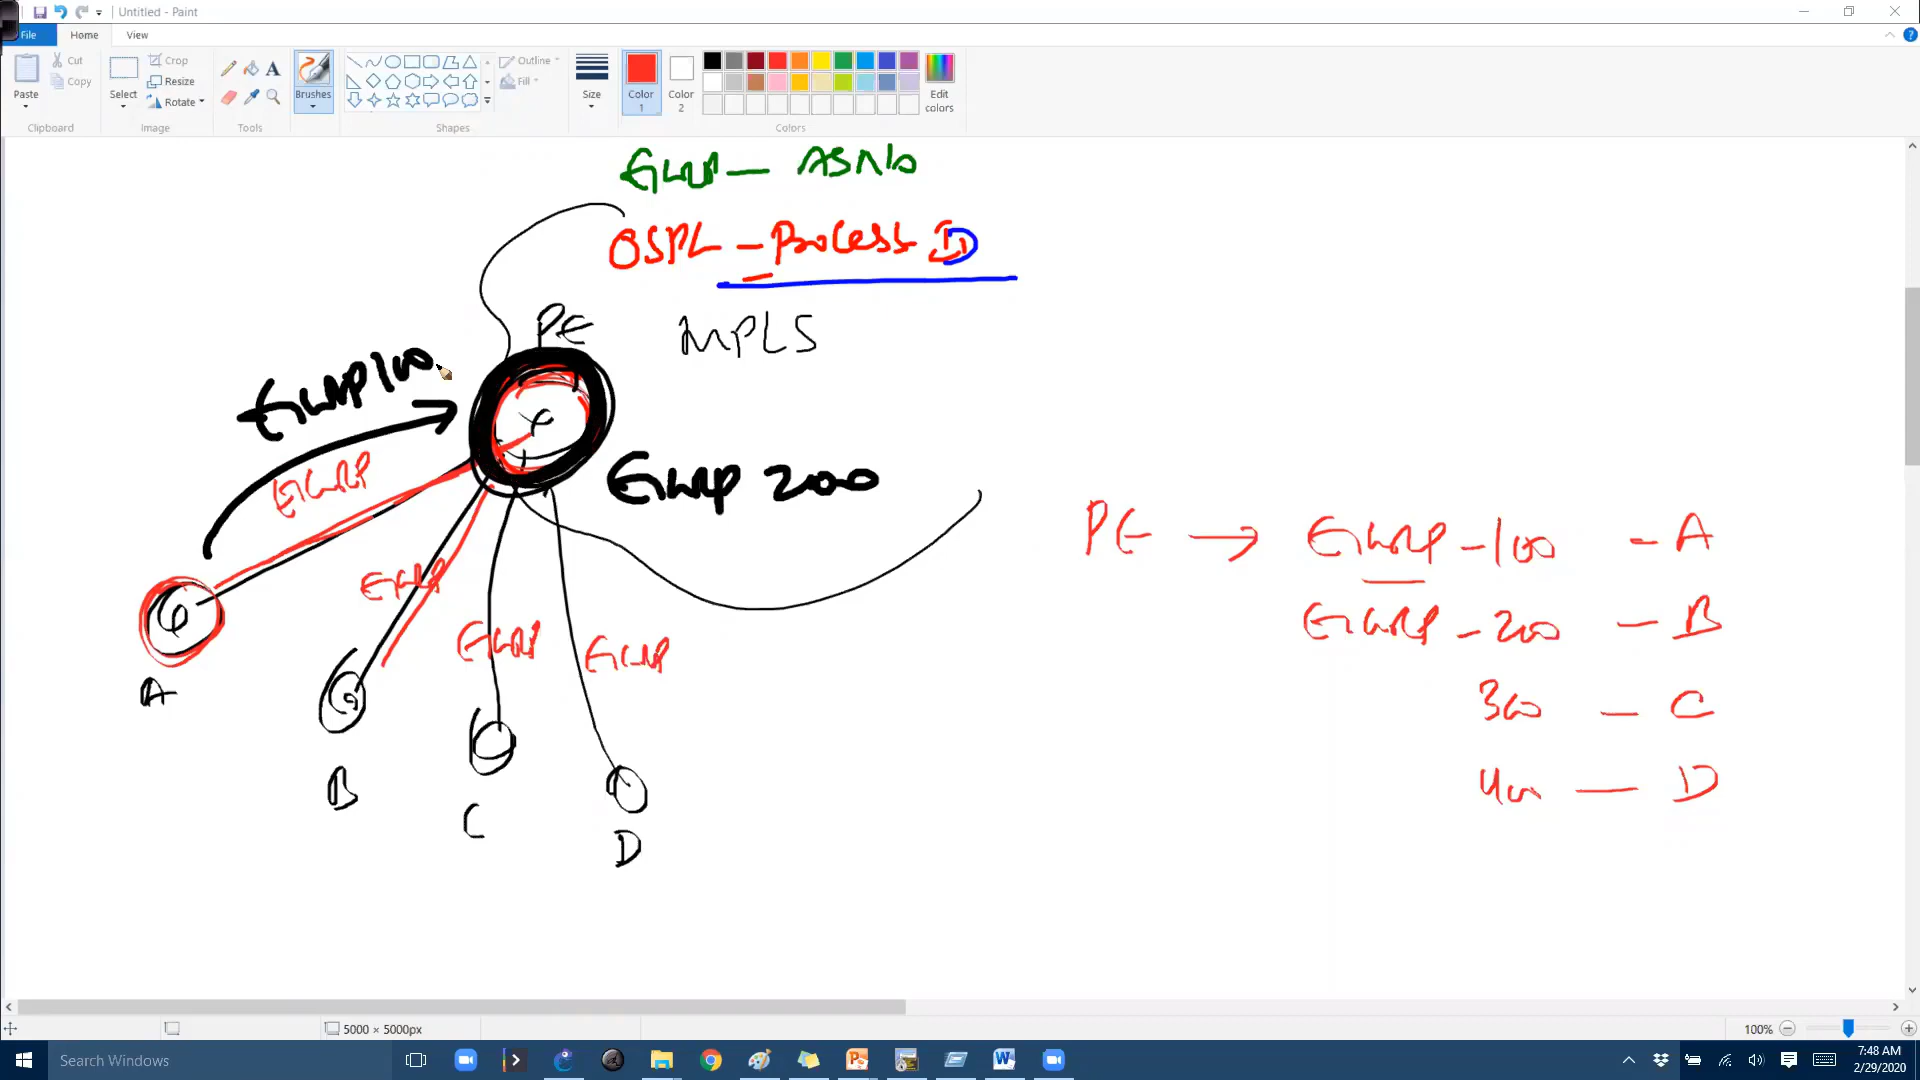 Untitled - Paint
File Home View
Paste
Cut
Copy
Clipboard
Select
Crop
Resize
Rotate
Image
Tools
Brushes
Outline
Fill
Shapes
Size
Color 1
Color 2
Colors
Edit colors
EIGRP — ASNo
OSPF — Process ID
PE
MPLS
EIGRP 100
EIGRP
EIGRP 200
EIGRP
EIGRP
EIGRP
A
B
C
D
PE → EIGRP - 100 - A
EIGRP - 200 - B
300 - C
400 — D
5000 × 5000px
100%
Search Windows
7:48 AM
2/29/2020